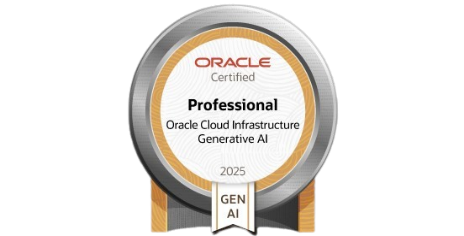 ORACLE
Certified
Professional
Oracle Cloud Infrastructure
Generative AI
2025
GEN
AI